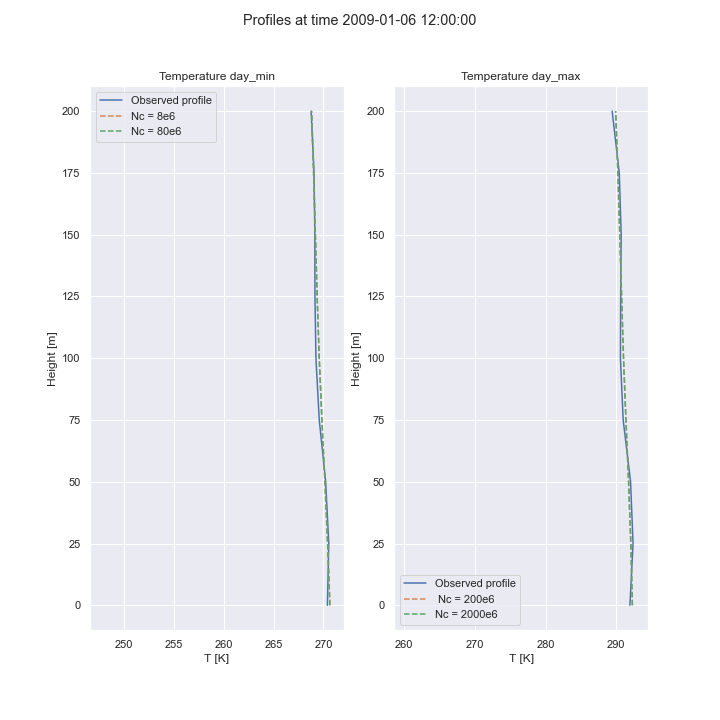 Profiles at time 2009-01-06 12:00:00
Temperature day_min
Observed profile
Nc = 8e6
Nc = 80e6
200
175
150
125
100
75
50
25
0
Height [m]
250
255
260
265
270
T [K]
Temperature day_max
200
175
150
125
100
75
50
25
0
Height [m]
Observed profile
Nc = 200e6
Nc = 2000e6
260
270
280
290
T [K]